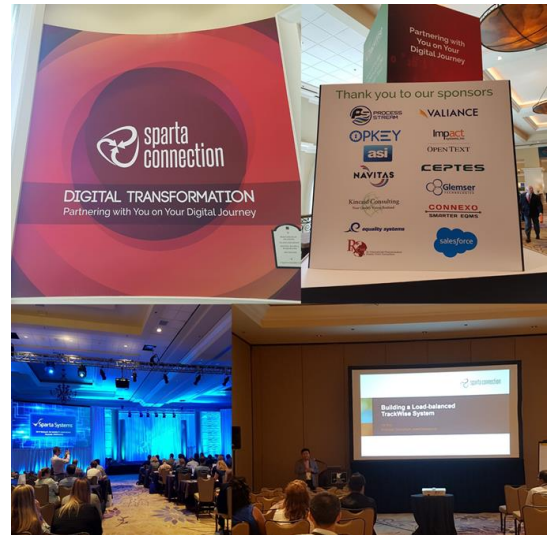 sparta
connection
DIGITAL TRANSFORMATION
Partnering with You on Your Digital Journey
Partnering with
You on Your
Digital Journey
Thank you to our sponsors
PROCESS
STREAM
VALIANCE
OPKEY
Impact
asi
OPENTEXT
NAVITAS
CEPTES
Glemser
Kincaid Consulting
CONNEXO
SMARTER EQMS
equality systems
salesforce
Sparta Systems
sparta connection
Building a Load-balanced
TrackWise System